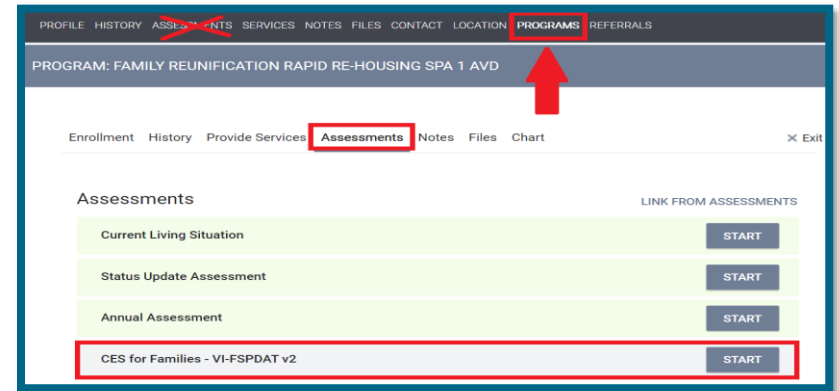 PROFILE HISTORY ASSESSMENTS SERVICES NOTES FILES CONTACT LOCATION PROGRAMS REFERRALS
PROGRAM: FAMILY REUNIFICATION RAPID RE-HOUSING SPA 1 AVD
Enrollment History Provide Services Assessments Notes Files Chart × Exit
Assessments LINK FROM ASSESSMENTS
Current Living Situation START
Status Update Assessment START
Annual Assessment START
CES for Families - VI-FSPDAT v2 START